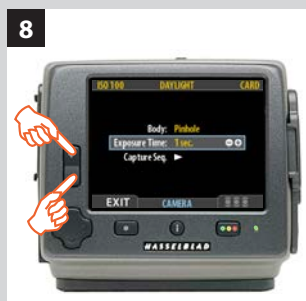 8
ISO 100 DAYLIGHT CARD
Body: Pinhole
Exposure Time: 1 sec.
Capture Seq.
EXIT CAMERA
i
HASSELBLAD